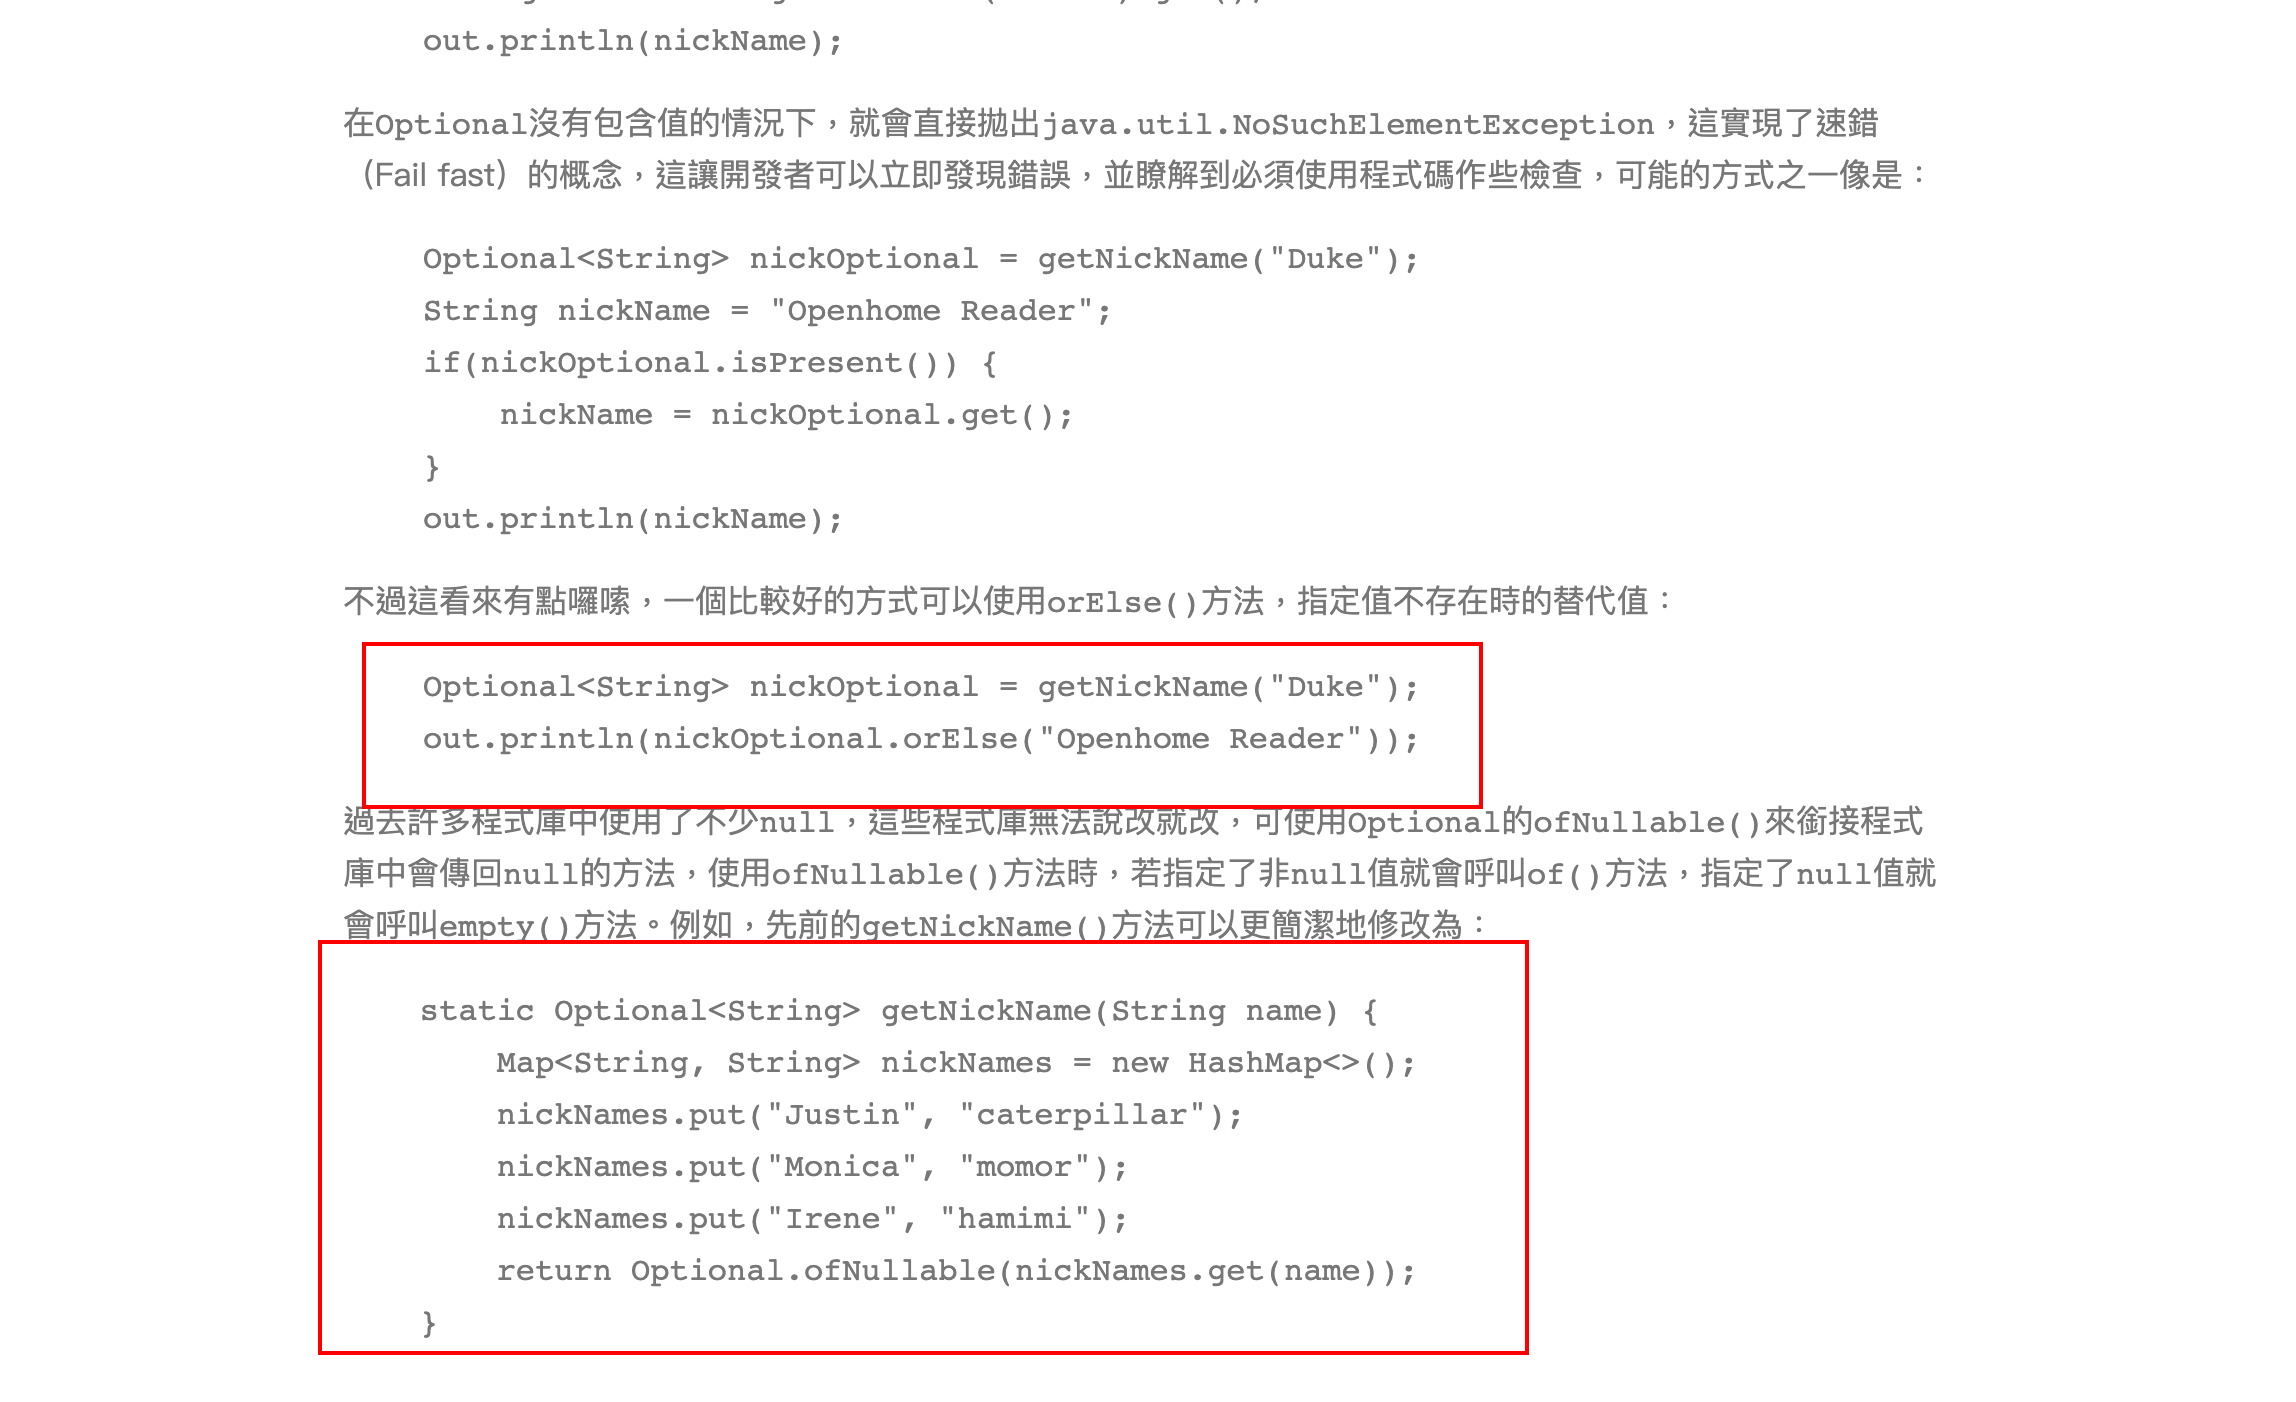 out.println(nickName);
在Optional沒有包含值的情況下，就會直接拋出java.util.NoSuchElementException，這實現了速錯
（Fail fast）的概念，這讓開發者可以立即發現錯誤，並瞭解到必須使用程式碼作些檢查，可能的方式之一像是：
Optional<String> nickOptional = getNickName("Duke");
String nickName = "Openhome Reader";
if(nickOptional.isPresent()) {
    nickName = nickOptional.get();
}
out.println(nickName);
不過這看來有點囉嗦，一個比較好的方式可以使用orElse()方法，指定值不存在時的替代值：
Optional<String> nickOptional = getNickName("Duke");
out.println(nickOptional.orElse("Openhome Reader"));
過去許多程式庫中使用了不少null，這些程式庫無法說改就改，可使用Optional的ofNullable()來銜接程式
庫中會傳回null的方法，使用ofNullable()方法時，若指定了非null值就會呼叫of()方法，指定了null值就
會呼叫empty()方法。例如，先前的getNickName()方法可以更簡潔地修改為：
static Optional<String> getNickName(String name) {
    Map<String, String> nickNames = new HashMap<>();
    nickNames.put("Justin", "caterpillar");
    nickNames.put("Monica", "momor");
    nickNames.put("Irene", "hamimi");
    return Optional.ofNullable(nickNames.get(name));
}